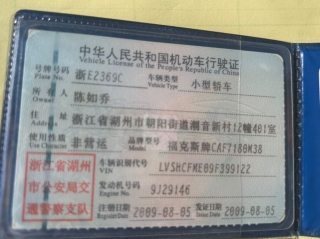 中华人民共和国机动车行驶证
Vehicle License of the People's Republic of China
号牌号码 浙E2369C 车辆类型 小型轿车
Plate No. Vehicle Type
所有人 陈如乔
Owner
住址 浙江省湖州市朝阳街道潮音新村12幢401室
Address
使用性质 非营运 品牌型号 福克斯牌CAF7180M38
Use Character Model
浙江省湖州
市公安局交
通警察支队
车辆识别代号 LVSHCFME09F399122
VIN
发动机号码 9J29146
Engine No.
注册日期 2009-08-05 发证日期 2009-08-05
Register Date Issue Date